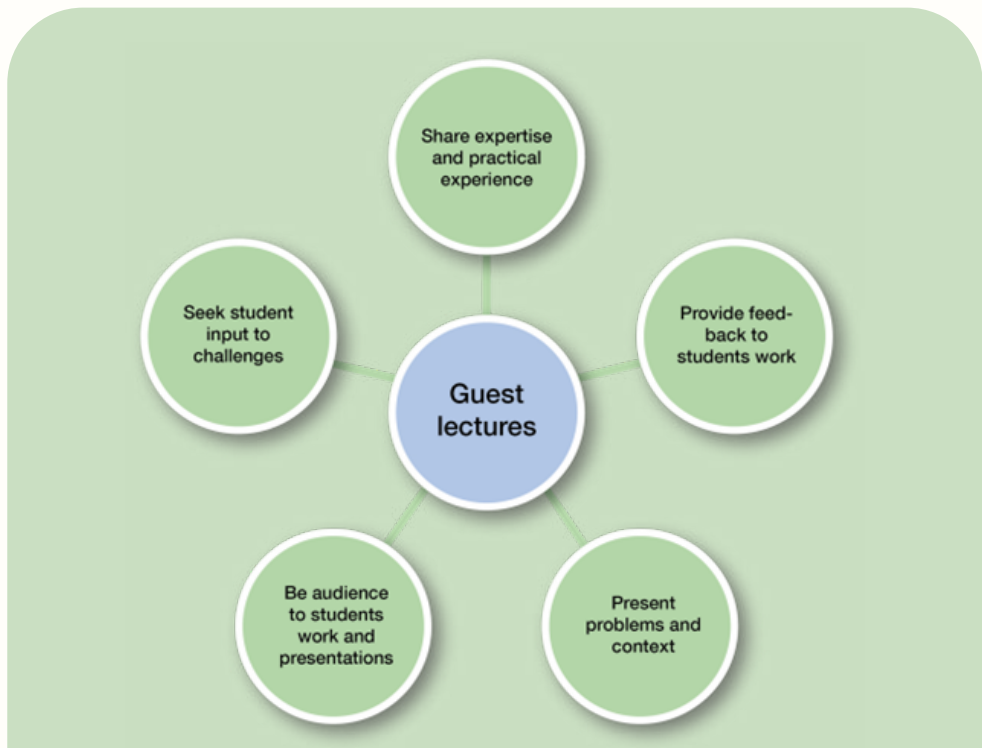 Share expertise
and practical
experience
Seek student
input to
challenges
Provide feed-
back to
students work
Guest
lectures
Be audience
to students
work and
presentations
Present
problems and
context